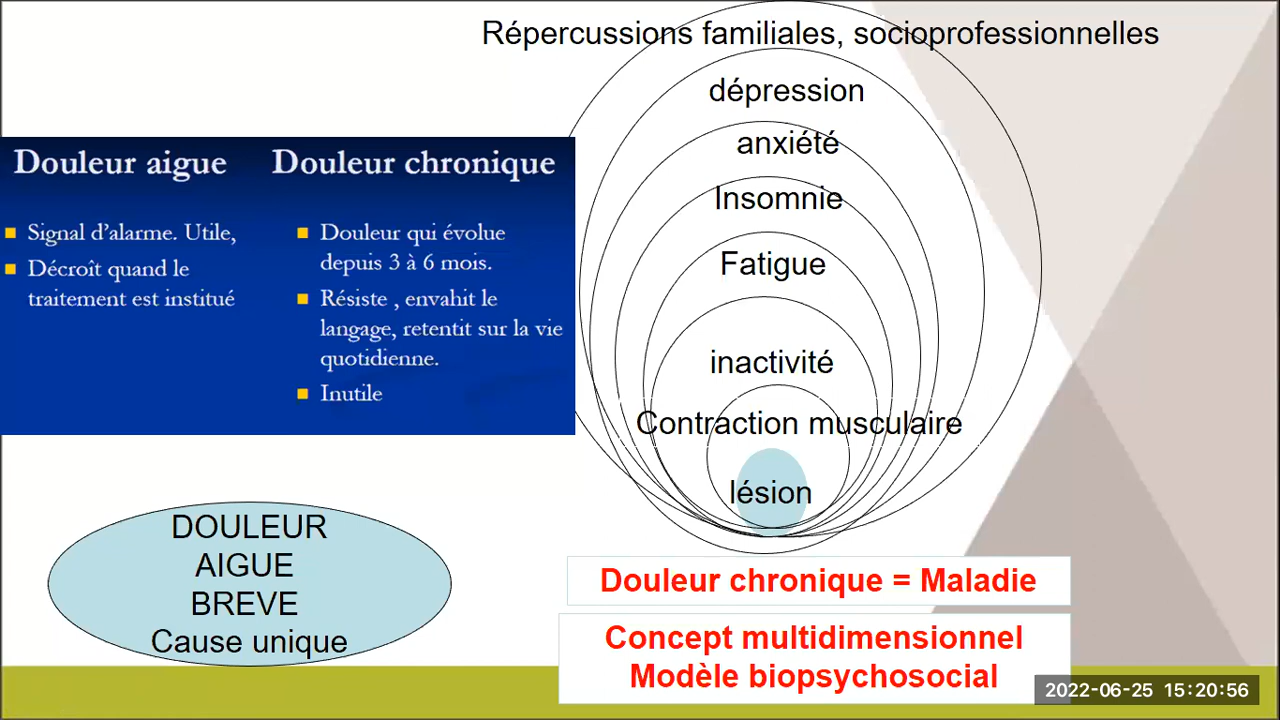 Répercussions familiales, socioprofessionnelles
dépression
anxiété
Insomnie
Fatigue
inactivité
Contraction musculaire
lésion
Douleur aigue
Signal d’alarme. Utile,
Décroît quand le
traitement est institué
Douleur chronique
Douleur qui évolue
depuis 3 à 6 mois.
Résiste , envahit le
langage, retentit sur la vie
quotidienne.
Inutile
DOULEUR
AIGUE
BREVE
Cause unique
Douleur chronique = Maladie
Concept multidimensionnel
Modèle biopsychosocial
2022-06-25 15:20:56